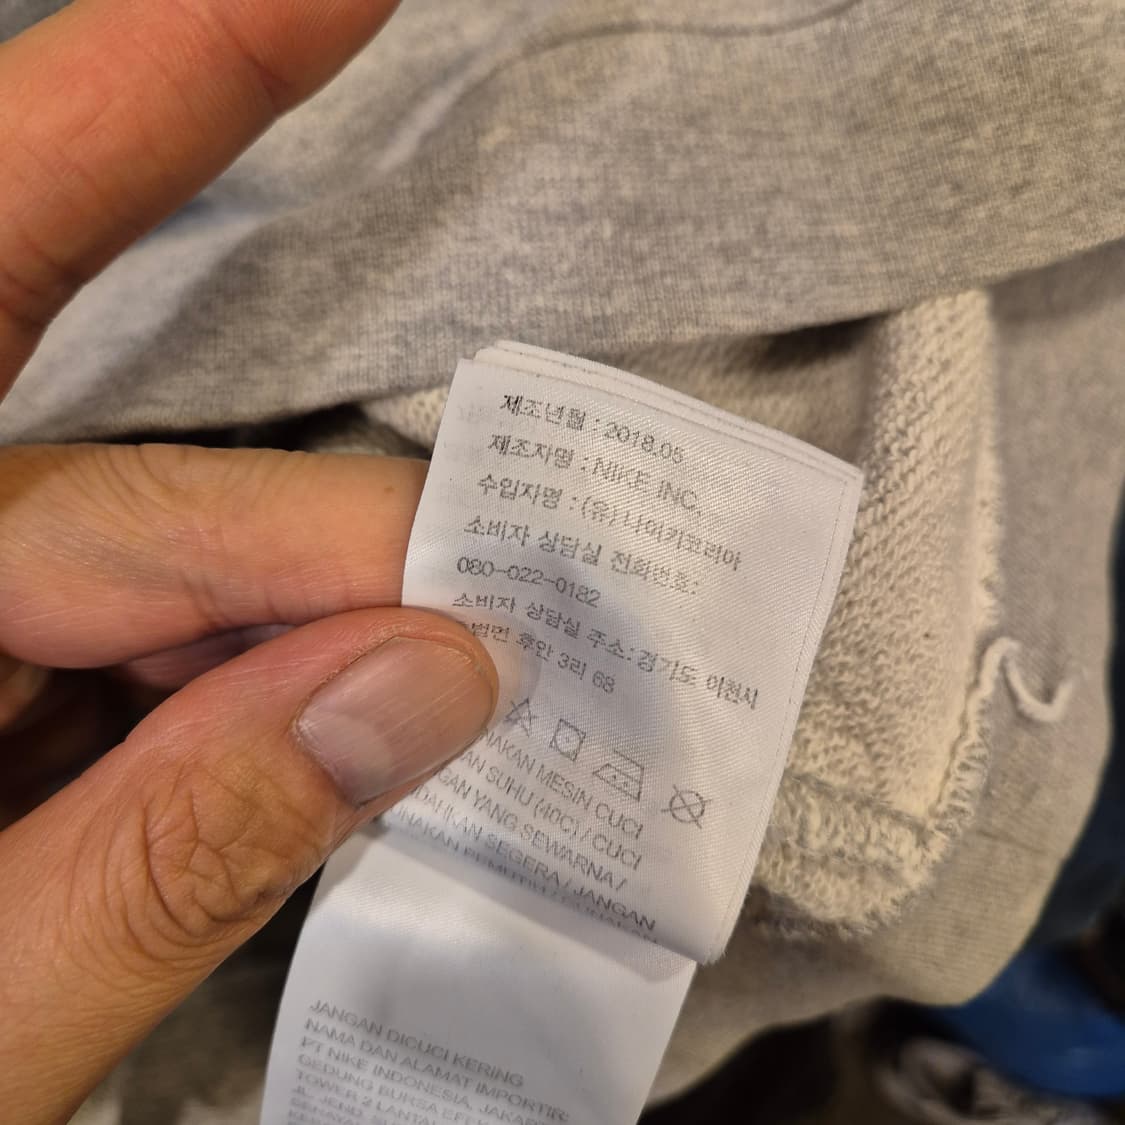 제조년월 : 2018.05
제조자명 : NIKE INC.
수입자명 : (유)나이키코리아
소비자 상담실 전화번호:
080-022-0182
소비자 상담실 주소: 경기도 이천시
후안 3리 68
MESIN CUCI
SUHU (40C) / CUCI
YANG SEWARNA /
SEGERA / JANGAN
JANGAN DICUCI KERING
NAMA DAN ALAMAT IMPORTIR:
PT NIKE INDONESIA, JAKARTA
GEDUNG BURSA EFEK
TOWER 2 LANTAI